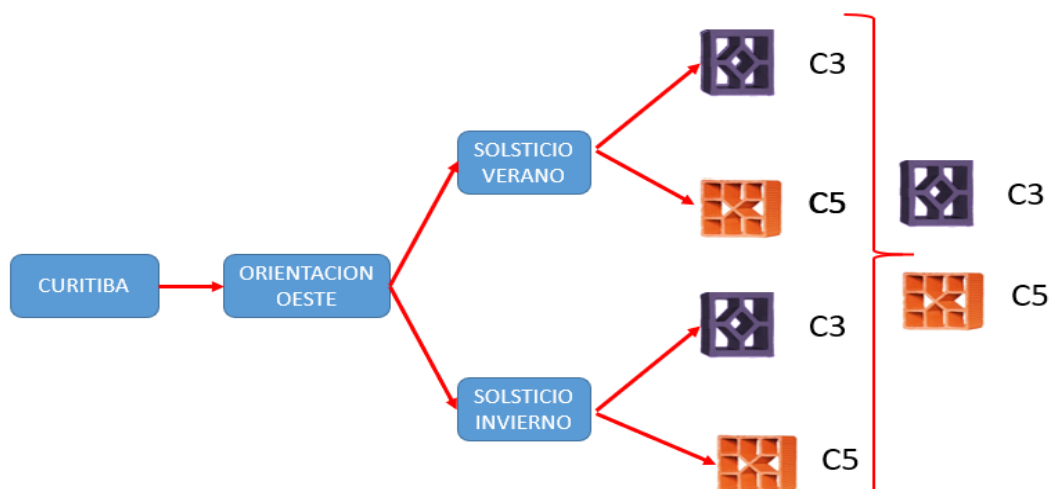 CURITIBA
ORIENTACION
OESTE
SOLSTICIO
VERANO
C3
C5
SOLSTICIO
INVIERNO
C3
C5
C3
C5